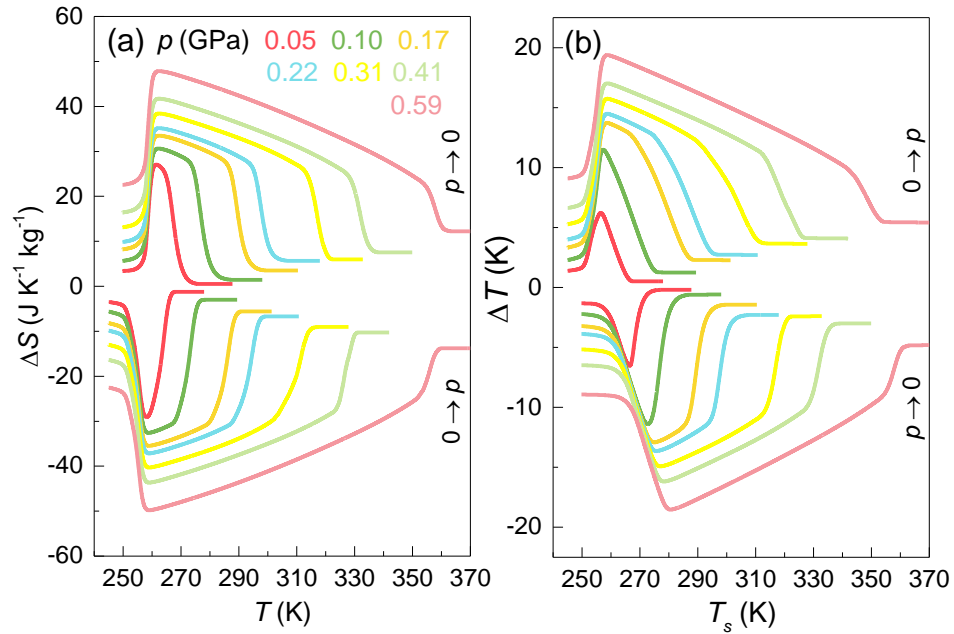 (a) p (GPa) 0.05 0.10 0.17
0.22 0.31 0.41
0.59
60
40
20
0
-20
-40
-60
ΔS (J K⁻¹ kg⁻¹)
p → 0
0 → p
250 270 290 310 330 350 370
T (K)
(b)
20
10
0
-10
-20
ΔT (K)
0 → p
p → 0
250 270 290 310 330 350 370
Tₛ (K)